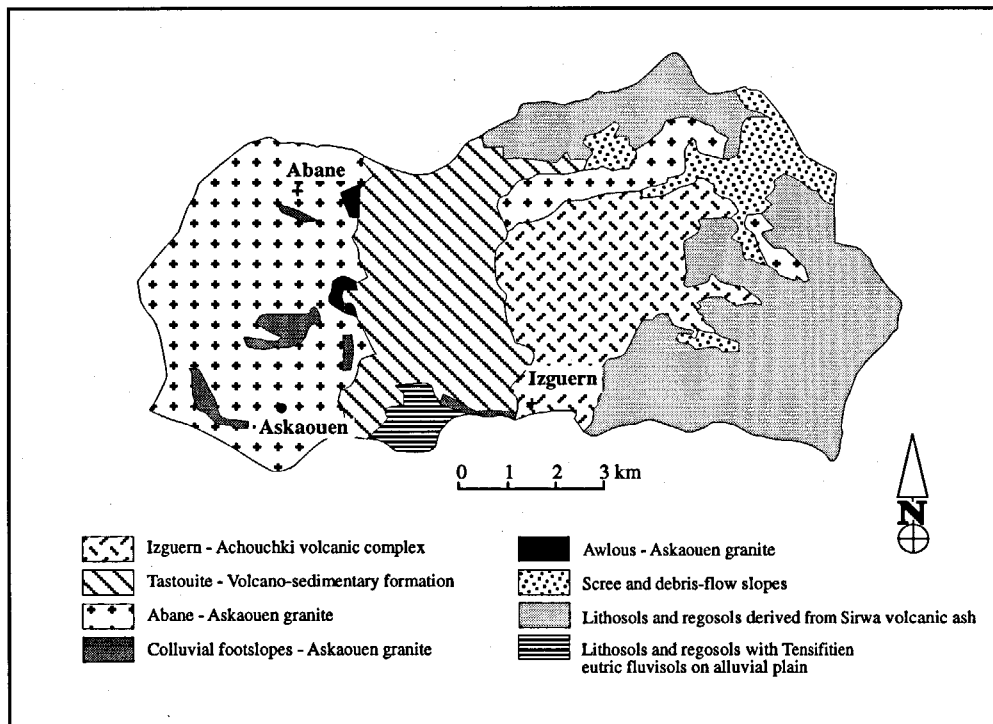 Abane
Izguern
Askaouen
0 1 2 3 km
N
Izguern - Achouchki volcanic complex
Tastouite - Volcano-sedimentary formation
Abane - Askaouen granite
Colluvial footslopes - Askaouen granite
Awlous - Askaouen granite
Scree and debris-flow slopes
Lithosols and regosols derived from Sirwa volcanic ash
Lithosols and regosols with Tensifitien
eutric fluvisols on alluvial plain